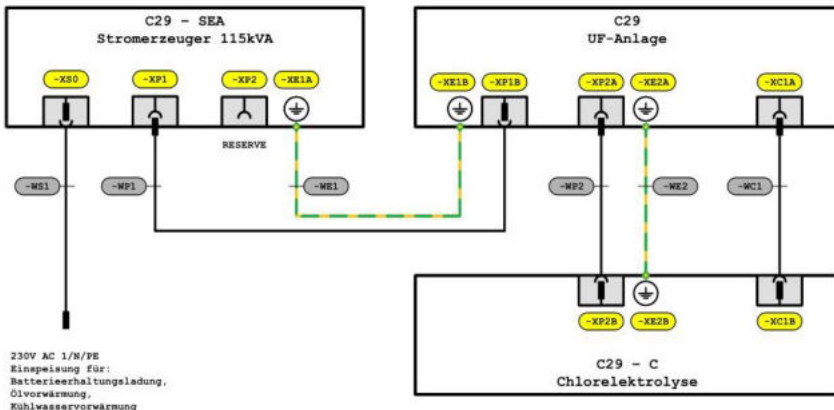 C29 - SEA
Stromerzeuger 115kVA
-XS0
-XP1
-XP2
-XE1A
RESERVE
C29
UF-Anlage
-XE1B
-XP1B
-XP2A
-XE2A
-XC1A
-WS1
-WP1
-WE1
-WP2
-WE2
-WC1
-XP2B
-XE2B
-XC1B
C29 - C
Chlorelektrolyse
230V AC 1/N/PE
Einspeisung für:
Batterieerhaltungsladung,
Ölvorwärmung,
Kühlwasservorwärmung